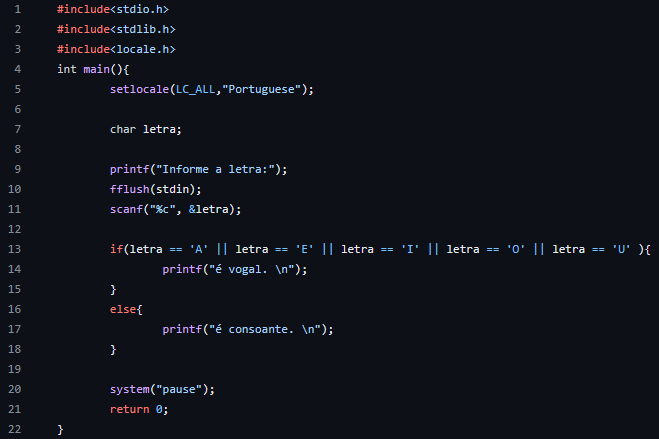 1 #include<stdio.h>
2 #include<stdlib.h>
3 #include<locale.h>
4 int main(){
5 setlocale(LC_ALL,"Portuguese");
6
7 char letra;
8
9 printf("Informe a letra:");
10 fflush(stdin);
11 scanf("%c", &letra);
12
13 if(letra == 'A' || letra == 'E' || letra == 'I' || letra == 'O' || letra == 'U' ){
14 printf("é vogal. \n");
15 }
16 else{
17 printf("é consoante. \n");
18 }
19
20 system("pause");
21 return 0;
22 }